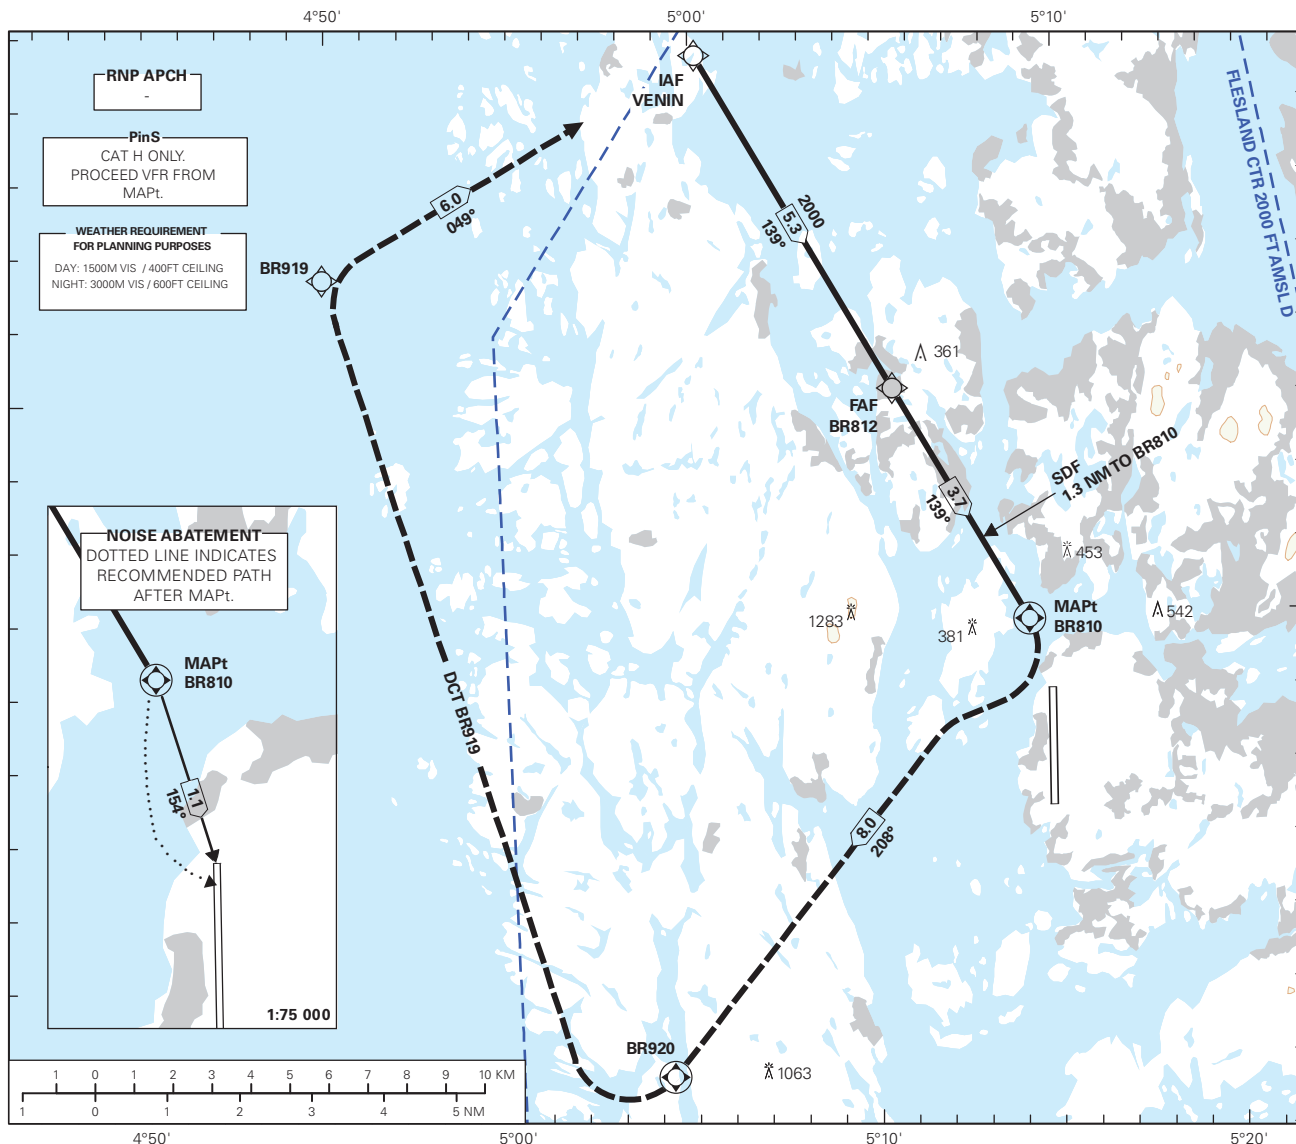 4°50'
5°00'
5°10'
RNP APCH
-
PinS
CAT H ONLY.
PROCEED VFR FROM
MAPt.
WEATHER REQUIREMENT
FOR PLANNING PURPOSES
DAY: 1500M VIS / 400FT CEILING
NIGHT: 3000M VIS / 600FT CEILING
IAF
VENIN
FLESLAND CTR 2000 FT AMSL D
6.0
049°
2000
5.3
139°
BR919
361
FAF
BR812
SDF
1.3 NM TO BR810
3.7
139°
453
1283
381
MAPt
BR810
542
NOISE ABATEMENT
DOTTED LINE INDICATES
RECOMMENDED PATH
AFTER MAPt.
MAPt
BR810
1.1
154°
1:75 000
DCT BR919
8.0
208°
BR920
1063
1 0 1 2 3 4 5 6 7 8 9 10 KM
1 0 1 2 3 4 5 NM
4°50'
5°00'
5°10'
5°20'